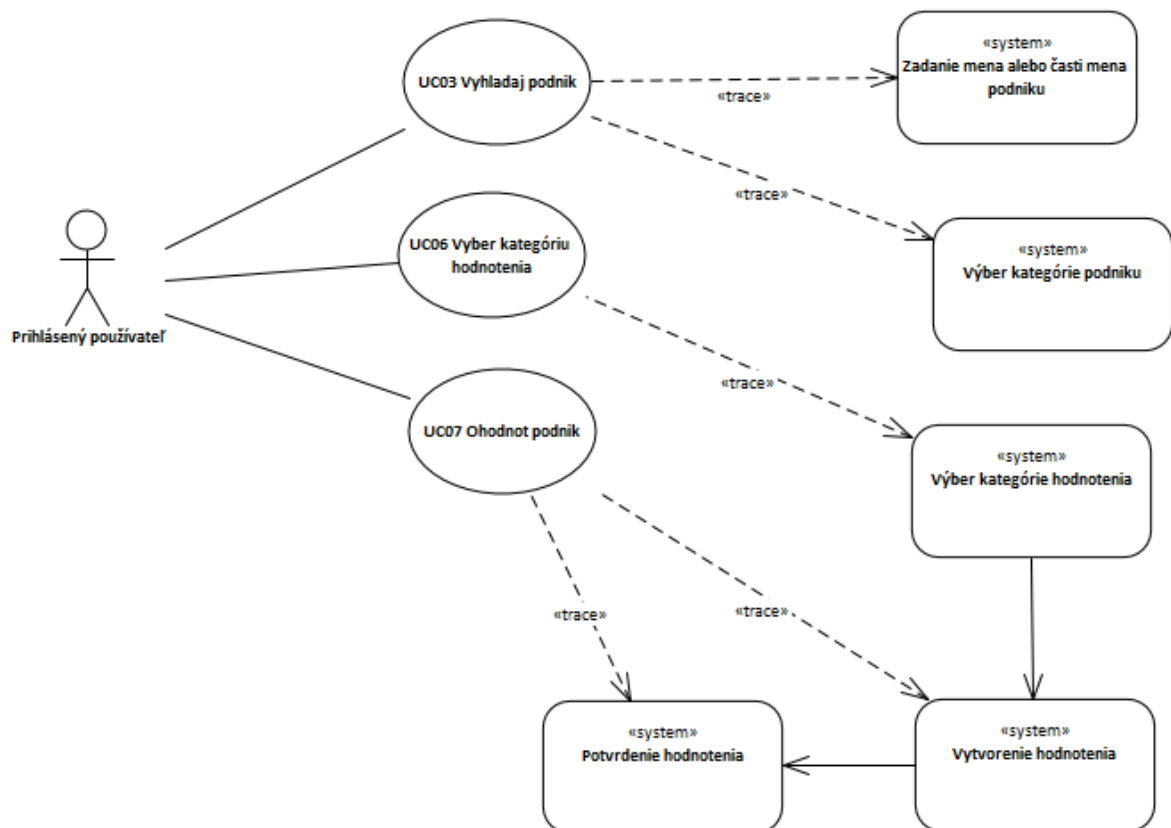 «system»
Zadanie mena alebo časti mena
podniku
UC03 Vyhladaj podnik
«trace»
«trace»
«system»
Výber kategórie podniku
UC06 Vyber kategóriu
hodnotenia
Prihlásený používateľ
«trace»
UC07 Ohodnot podnik
«system»
Výber kategórie hodnotenia
«trace»
«trace»
«system»
Potvrdenie hodnotenia
«system»
Vytvorenie hodnotenia